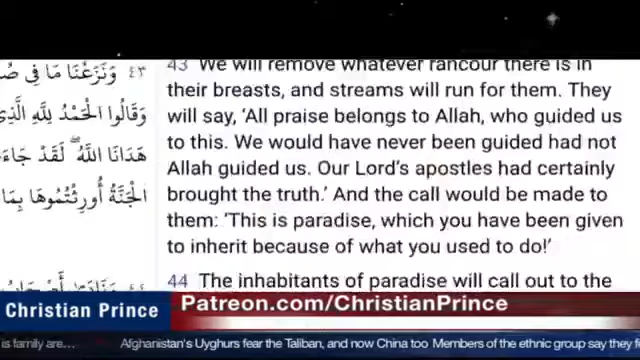 ٤٣ وَنَزَعْنَا مَا فِي
43 We will remove whatever rancour there is in
their breasts, and streams will run for them. They
وَقَالُوا الْحَمْدُ لِلَّهِ
will say, ‘All praise belongs to Allah, who guided us
to this. We would have never been guided had not
هَدَانَا اللَّهُ ۖ لَقَدْ
Allah guided us. Our Lord’s apostles had certainly
brought the truth.’ And the call would be made to
الْجَنَّةُ أُورِثْتُمُوهَا بِمَا
them: ‘This is paradise, which you have been given
to inherit because of what you used to do!’
44 The inhabitants of paradise will call out to the
Christian Prince
Patreon.com/ChristianPrince
is family are... Afghanistan's Uyghurs fear the Taliban, and now China too Members of the ethnic group say they